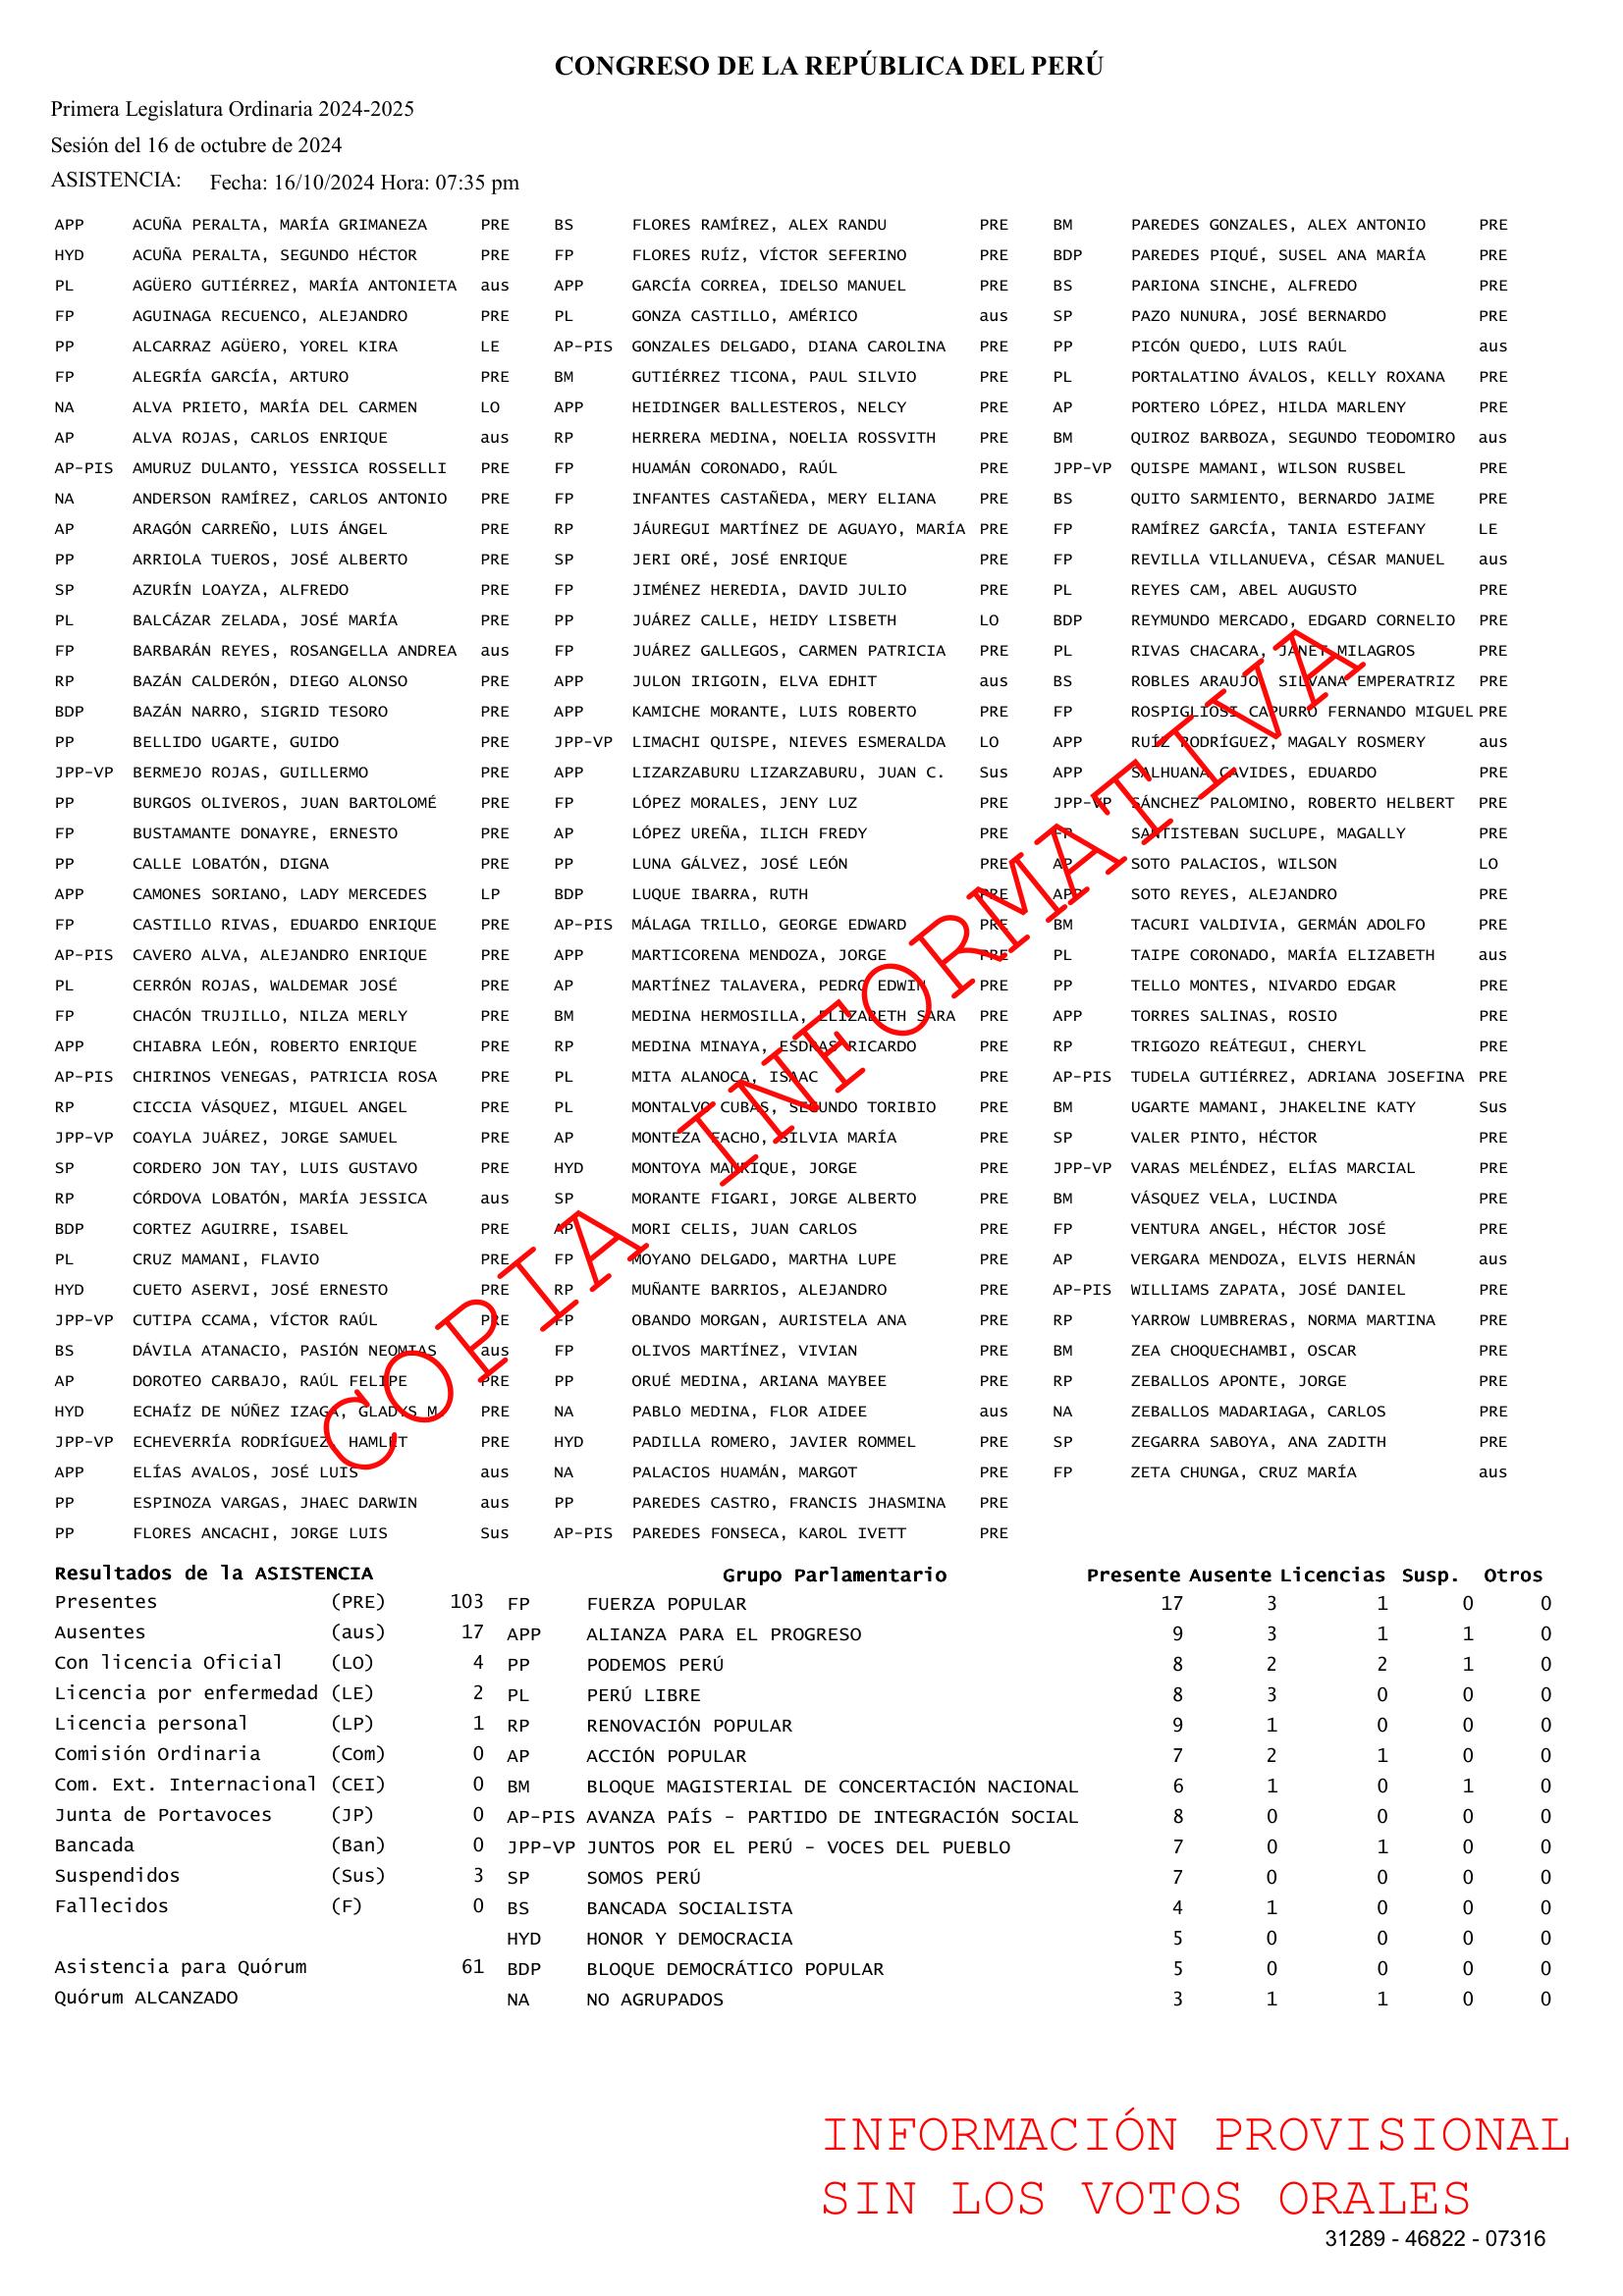 CONGRESO DE LA REPÚBLICA DEL PERÚ
Primera Legislatura Ordinaria 2024-2025
Sesión del 16 de octubre de 2024
ASISTENCIA: Fecha: 16/10/2024 Hora: 07:35 pm
APP ACUÑA PERALTA, MARÍA GRIMANEZA PRE BS FLORES RAMÍREZ, ALEX RANDU PRE BM PAREDES GONZALES, ALEX ANTONIO PRE
HYD ACUÑA PERALTA, SEGUNDO HÉCTOR PRE FP FLORES RUÍZ, VÍCTOR SEFERINO PRE BDP PAREDES PIQUÉ, SUSEL ANA MARÍA PRE
PL AGÜERO GUTIÉRREZ, MARÍA ANTONIETA aus APP GARCÍA CORREA, IDELSO MANUEL PRE BS PARIONA SINCHE, ALFREDO PRE
FP AGUINAGA RECUENCO, ALEJANDRO PRE PL GONZA CASTILLO, AMÉRICO aus SP PAZO NUNURA, JOSÉ BERNARDO PRE
PP ALCARRAZ AGÜERO, YOREL KIRA LE AP-PIS GONZALES DELGADO, DIANA CAROLINA PRE PP PICÓN QUEDO, LUIS RAÚL aus
FP ALEGRÍA GARCÍA, ARTURO PRE BM GUTIÉRREZ TICONA, PAUL SILVIO PRE PL PORTALATINO ÁVALOS, KELLY ROXANA PRE
NA ALVA PRIETO, MARÍA DEL CARMEN LO APP HEIDINGER BALLESTEROS, NELCY PRE AP PORTERO LÓPEZ, HILDA MARLENY PRE
AP ALVA ROJAS, CARLOS ENRIQUE aus RP HERRERA MEDINA, NOELIA ROSSVITH PRE BM QUIROZ BARBOZA, SEGUNDO TEODOMIRO aus
AP-PIS AMURUZ DULANTO, YESSICA ROSSELLI PRE FP HUAMÁN CORONADO, RAÚL PRE JPP-VP QUISPE MAMANI, WILSON RUSBEL PRE
NA ANDERSON RAMÍREZ, CARLOS ANTONIO PRE FP INFANTES CASTAÑEDA, MERY ELIANA PRE BS QUITO SARMIENTO, BERNARDO JAIME PRE
AP ARAGÓN CARREÑO, LUIS ÁNGEL PRE RP JÁUREGUI MARTÍNEZ DE AGUAYO, MARÍA PRE FP RAMÍREZ GARCÍA, TANIA ESTEFANY LE
PP ARRIOLA TUEROS, JOSÉ ALBERTO PRE SP JERI ORÉ, JOSÉ ENRIQUE PRE FP REVILLA VILLANUEVA, CÉSAR MANUEL aus
SP AZURÍN LOAYZA, ALFREDO PRE FP JIMÉNEZ HEREDIA, DAVID JULIO PRE PL REYES CAM, ABEL AUGUSTO PRE
PL BALCÁZAR ZELADA, JOSÉ MARÍA PRE PP JUÁREZ CALLE, HEIDY LISBETH LO BDP REYMUNDO MERCADO, EDGARD CORNELIO PRE
FP BARBARÁN REYES, ROSANGELLA ANDREA aus FP JUÁREZ GALLEGOS, CARMEN PATRICIA PRE PL RIVAS CHACARA, JANET MILAGROS PRE
RP BAZÁN CALDERÓN, DIEGO ALONSO PRE APP JULON IRIGOIN, ELVA EDHIT aus BS ROBLES ARAUJO, SILVANA EMPERATRIZ PRE
BDP BAZÁN NARRO, SIGRID TESORO PRE APP KAMICHE MORANTE, LUIS ROBERTO PRE FP ROSPIGLIOSI CAPURRO FERNANDO MIGUEL PRE
PP BELLIDO UGARTE, GUIDO PRE JPP-VP LIMACHI QUISPE, NIEVES ESMERALDA LO APP RUÍZ RODRÍGUEZ, MAGALY ROSMERY aus
JPP-VP BERMEJO ROJAS, GUILLERMO PRE APP LIZARZABURU LIZARZABURU, JUAN C. Sus APP SALHUANA CAVIDES, EDUARDO PRE
PP BURGOS OLIVEROS, JUAN BARTOLOMÉ PRE FP LÓPEZ MORALES, JENY LUZ PRE JPP-VP SÁNCHEZ PALOMINO, ROBERTO HELBERT PRE
FP BUSTAMANTE DONAYRE, ERNESTO PRE AP LÓPEZ UREÑA, ILICH FREDY PRE FP SANTISTEBAN SUCLUPE, MAGALLY PRE
PP CALLE LOBATÓN, DIGNA PRE PP LUNA GÁLVEZ, JOSÉ LEÓN PRE AP SOTO PALACIOS, WILSON LO
APP CAMONES SORIANO, LADY MERCEDES LP BDP LUQUE IBARRA, RUTH PRE APP SOTO REYES, ALEJANDRO PRE
FP CASTILLO RIVAS, EDUARDO ENRIQUE PRE AP-PIS MÁLAGA TRILLO, GEORGE EDWARD PRE BM TACURI VALDIVIA, GERMÁN ADOLFO PRE
AP-PIS CAVERO ALVA, ALEJANDRO ENRIQUE PRE APP MARTICORENA MENDOZA, JORGE PRE PL TAIPE CORONADO, MARÍA ELIZABETH aus
PL CERRÓN ROJAS, WALDEMAR JOSÉ PRE AP MARTÍNEZ TALAVERA, PEDRO EDWIN PRE PP TELLO MONTES, NIVARDO EDGAR PRE
FP CHACÓN TRUJILLO, NILZA MERLY PRE BM MEDINA HERMOSILLA, ELIZABETH SARA PRE APP TORRES SALINAS, ROSIO PRE
APP CHIABRA LEÓN, ROBERTO ENRIQUE PRE RP MEDINA MINAYA, ESDRAS RICARDO PRE RP TRIGOZO REÁTEGUI, CHERYL PRE
AP-PIS CHIRINOS VENEGAS, PATRICIA ROSA PRE PL MITA ALANOCA, ISAAC PRE AP-PIS TUDELA GUTIÉRREZ, ADRIANA JOSEFINA PRE
RP CICCIA VÁSQUEZ, MIGUEL ANGEL PRE PL MONTALVO CUBAS, SEGUNDO TORIBIO PRE BM UGARTE MAMANI, JHAKELINE KATY Sus
JPP-VP COAYLA JUÁREZ, JORGE SAMUEL PRE AP MONTEZA FACHO, SILVIA MARÍA PRE SP VALER PINTO, HÉCTOR PRE
SP CORDERO JON TAY, LUIS GUSTAVO PRE HYD MONTOYA MANRIQUE, JORGE PRE JPP-VP VARAS MELÉNDEZ, ELÍAS MARCIAL PRE
RP CÓRDOVA LOBATÓN, MARÍA JESSICA aus SP MORANTE FIGARI, JORGE ALBERTO PRE BM VÁSQUEZ VELA, LUCINDA PRE
BDP CORTEZ AGUIRRE, ISABEL PRE AP MORI CELIS, JUAN CARLOS PRE FP VENTURA ANGEL, HÉCTOR JOSÉ PRE
PL CRUZ MAMANI, FLAVIO PRE FP MOYANO DELGADO, MARTHA LUPE PRE AP VERGARA MENDOZA, ELVIS HERNÁN aus
HYD CUETO ASERVI, JOSÉ ERNESTO PRE RP MUÑANTE BARRIOS, ALEJANDRO PRE AP-PIS WILLIAMS ZAPATA, JOSÉ DANIEL PRE
JPP-VP CUTIPA CCAMA, VÍCTOR RAÚL PRE FP OBANDO MORGAN, AURISTELA ANA PRE RP YARROW LUMBRERAS, NORMA MARTINA PRE
BS DÁVILA ATANACIO, PASIÓN NEOMIAS aus FP OLIVOS MARTÍNEZ, VIVIAN PRE BM ZEA CHOQUECHAMBI, OSCAR PRE
AP DOROTEO CARBAJO, RAÚL FELIPE PRE PP ORUÉ MEDINA, ARIANA MAYBEE PRE RP ZEBALLOS APONTE, JORGE PRE
HYD ECHAÍZ DE NÚÑEZ IZAGA, GLADYS M. PRE NA PABLO MEDINA, FLOR AIDEE aus NA ZEBALLOS MADARIAGA, CARLOS PRE
JPP-VP ECHEVERRÍA RODRÍGUEZ, HAMLET PRE HYD PADILLA ROMERO, JAVIER ROMMEL PRE SP ZEGARRA SABOYA, ANA ZADITH PRE
APP ELÍAS AVALOS, JOSÉ LUIS aus NA PALACIOS HUAMÁN, MARGOT PRE FP ZETA CHUNGA, CRUZ MARÍA aus
PP ESPINOZA VARGAS, JHAEC DARWIN aus PP PAREDES CASTRO, FRANCIS JHASMINA PRE
PP FLORES ANCACHI, JORGE LUIS Sus AP-PIS PAREDES FONSECA, KAROL IVETT PRE
COPIA INFORMATIVA
Resultados de la ASISTENCIA Grupo Parlamentario Presente Ausente Licencias Susp. Otros
Presentes (PRE) 103 FP FUERZA POPULAR 17 3 1 0 0
Ausentes (aus) 17 APP ALIANZA PARA EL PROGRESO 9 3 1 1 0
Con licencia Oficial (LO) 4 PP PODEMOS PERÚ 8 2 2 1 0
Licencia por enfermedad (LE) 2 PL PERÚ LIBRE 8 3 0 0 0
Licencia personal (LP) 1 RP RENOVACIÓN POPULAR 9 1 0 0 0
Comisión Ordinaria (Com) 0 AP ACCIÓN POPULAR 7 2 1 0 0
Com. Ext. Internacional (CEI) 0 BM BLOQUE MAGISTERIAL DE CONCERTACIÓN NACIONAL 6 1 0 1 0
Junta de Portavoces (JP) 0 AP-PIS AVANZA PAÍS - PARTIDO DE INTEGRACIÓN SOCIAL 8 0 0 0 0
Bancada (Ban) 0 JPP-VP JUNTOS POR EL PERÚ - VOCES DEL PUEBLO 7 0 1 0 0
Suspendidos (Sus) 3 SP SOMOS PERÚ 7 0 0 0 0
Fallecidos (F) 0 BS BANCADA SOCIALISTA 4 1 0 0 0
HYD HONOR Y DEMOCRACIA 5 0 0 0 0
Asistencia para Quórum 61 BDP BLOQUE DEMOCRÁTICO POPULAR 5 0 0 0 0
Quórum ALCANZADO NA NO AGRUPADOS 3 1 1 0 0
INFORMACIÓN PROVISIONAL
SIN LOS VOTOS ORALES
31289 - 46822 - 07316